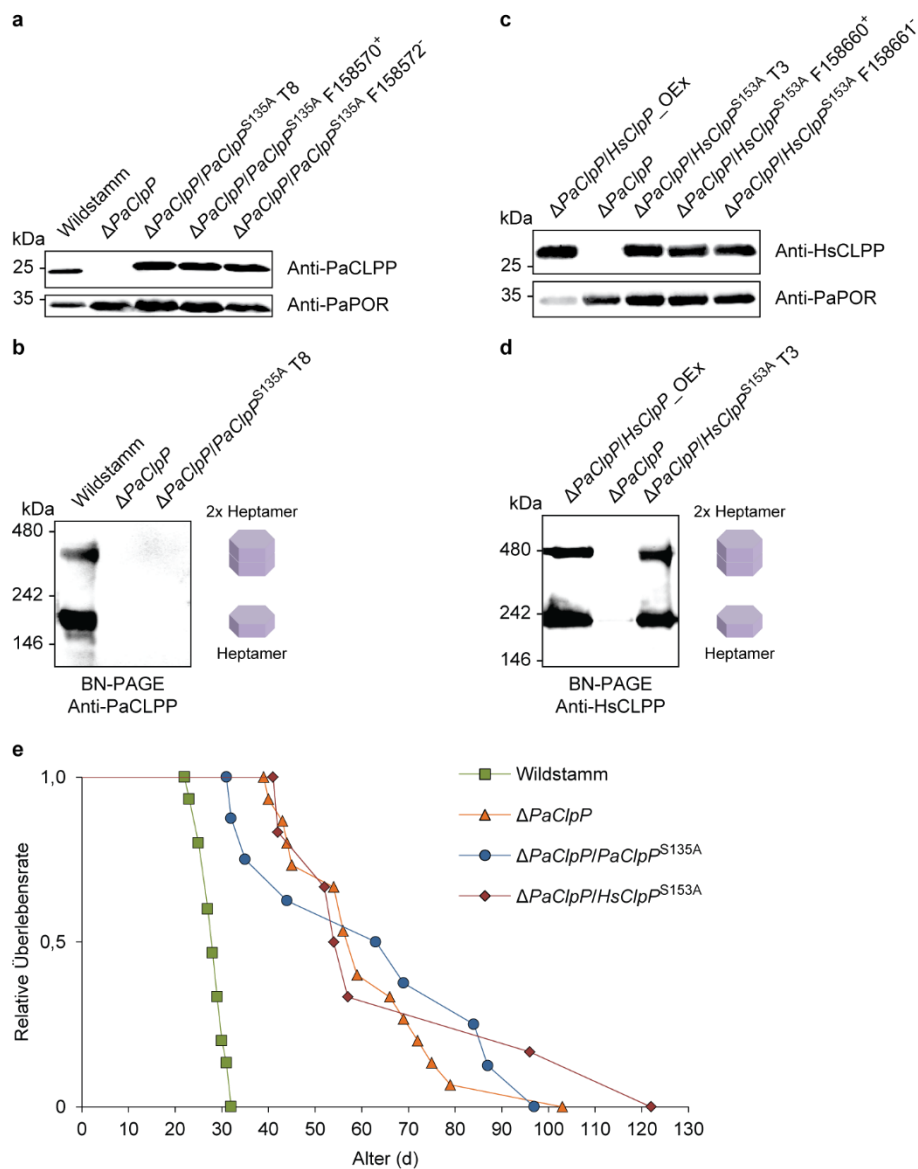 a
Wildstamm
ΔPaClpP
ΔPaClpP/PaClpP^S135A T8
ΔPaClpP/PaClpP^S135A F158570⁺
ΔPaClpP/PaClpP^S135A F158572⁻
kDa
25
Anti-PaCLPP
35
Anti-PaPOR
c
ΔPaClpP/HsClpP_OEx
ΔPaClpP
ΔPaClpP/HsClpP^S153A T3
ΔPaClpP/HsClpP^S153A F158660⁺
ΔPaClpP/HsClpP^S153A F158661⁻
kDa
25
Anti-HsCLPP
35
Anti-PaPOR
b
Wildstamm
ΔPaClpP
ΔPaClpP/PaClpP^S135A T8
kDa
480
242
146
2x Heptamer
Heptamer
BN-PAGE
Anti-PaCLPP
d
ΔPaClpP/HsClpP_OEx
ΔPaClpP
ΔPaClpP/HsClpP^S153A T3
kDa
480
242
146
2x Heptamer
Heptamer
BN-PAGE
Anti-HsCLPP
e
Relative Überlebensrate
1,0
0,5
0
0 10 20 30 40 50 60 70 80 90 100 110 120 130
Alter (d)
Wildstamm
ΔPaClpP
ΔPaClpP/PaClpP^S135A
ΔPaClpP/HsClpP^S153A